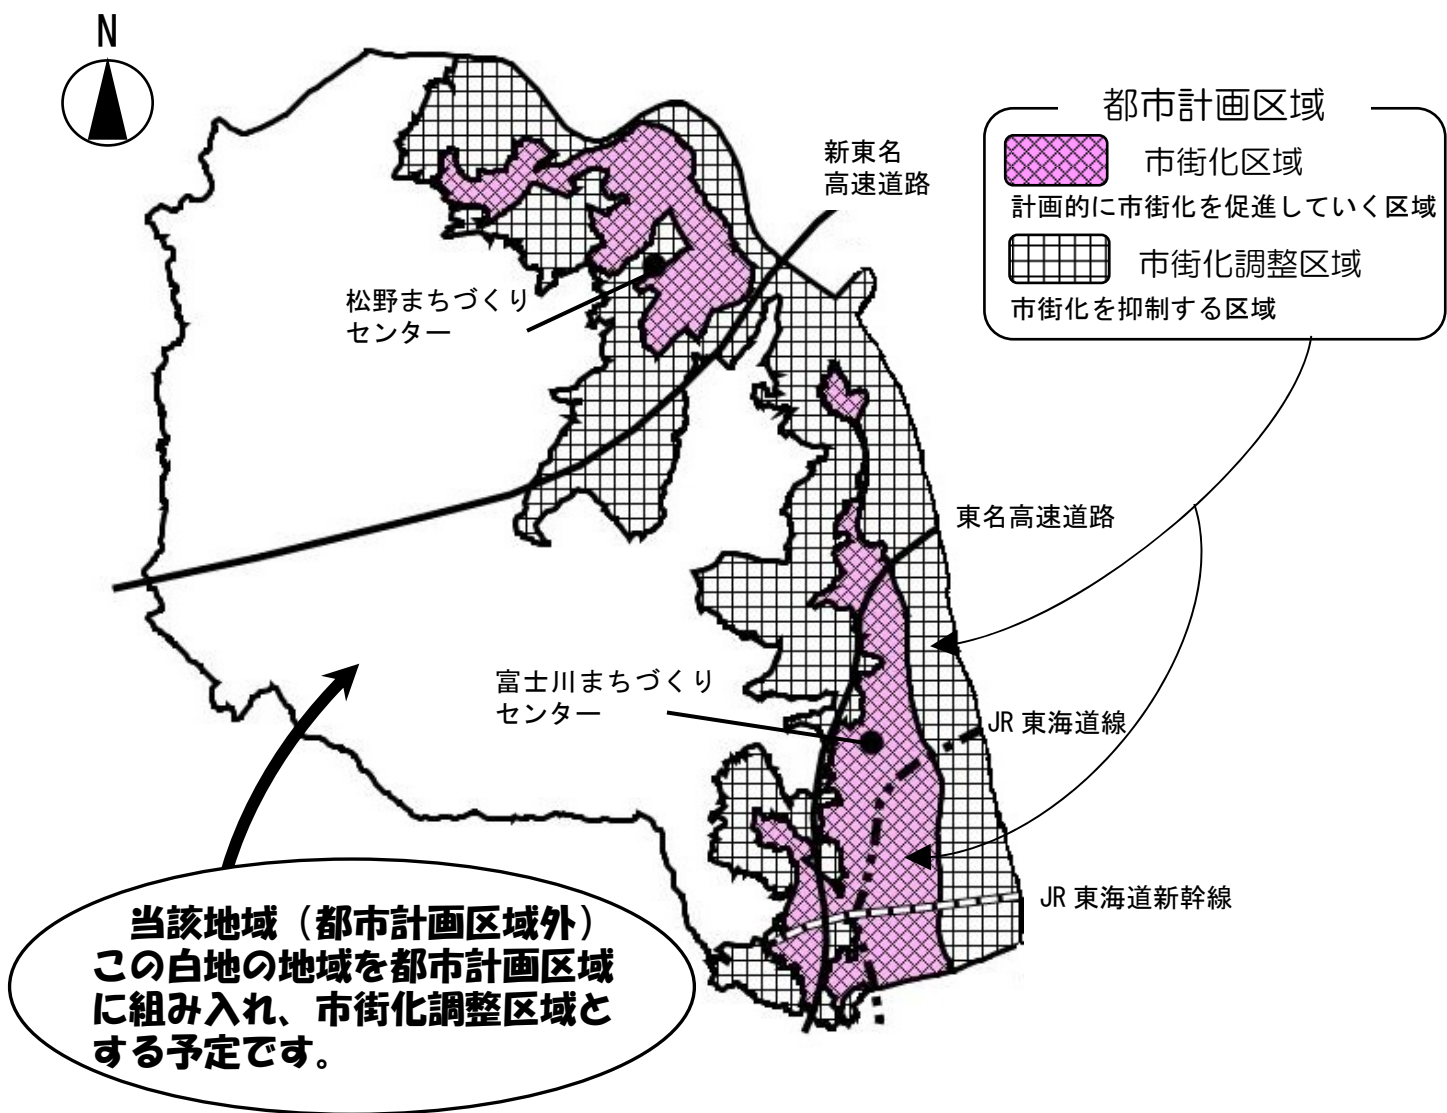 N
都市計画区域
市街化区域
計画的に市街化を促進していく区域
市街化調整区域
市街化を抑制する区域
新東名
高速道路
松野まちづくり
センター
東名高速道路
富士川まちづくり
センター
JR 東海道線
JR 東海道新幹線
当該地域（都市計画区域外）
この白地の地域を都市計画区域
に組み入れ、市街化調整区域と
する予定です。